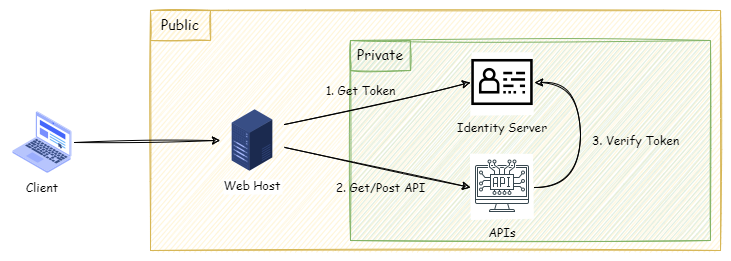 Public
Private
1. Get Token
Identity Server
3. Verify Token
Client
Web Host
2. Get/Post API
API
APIs